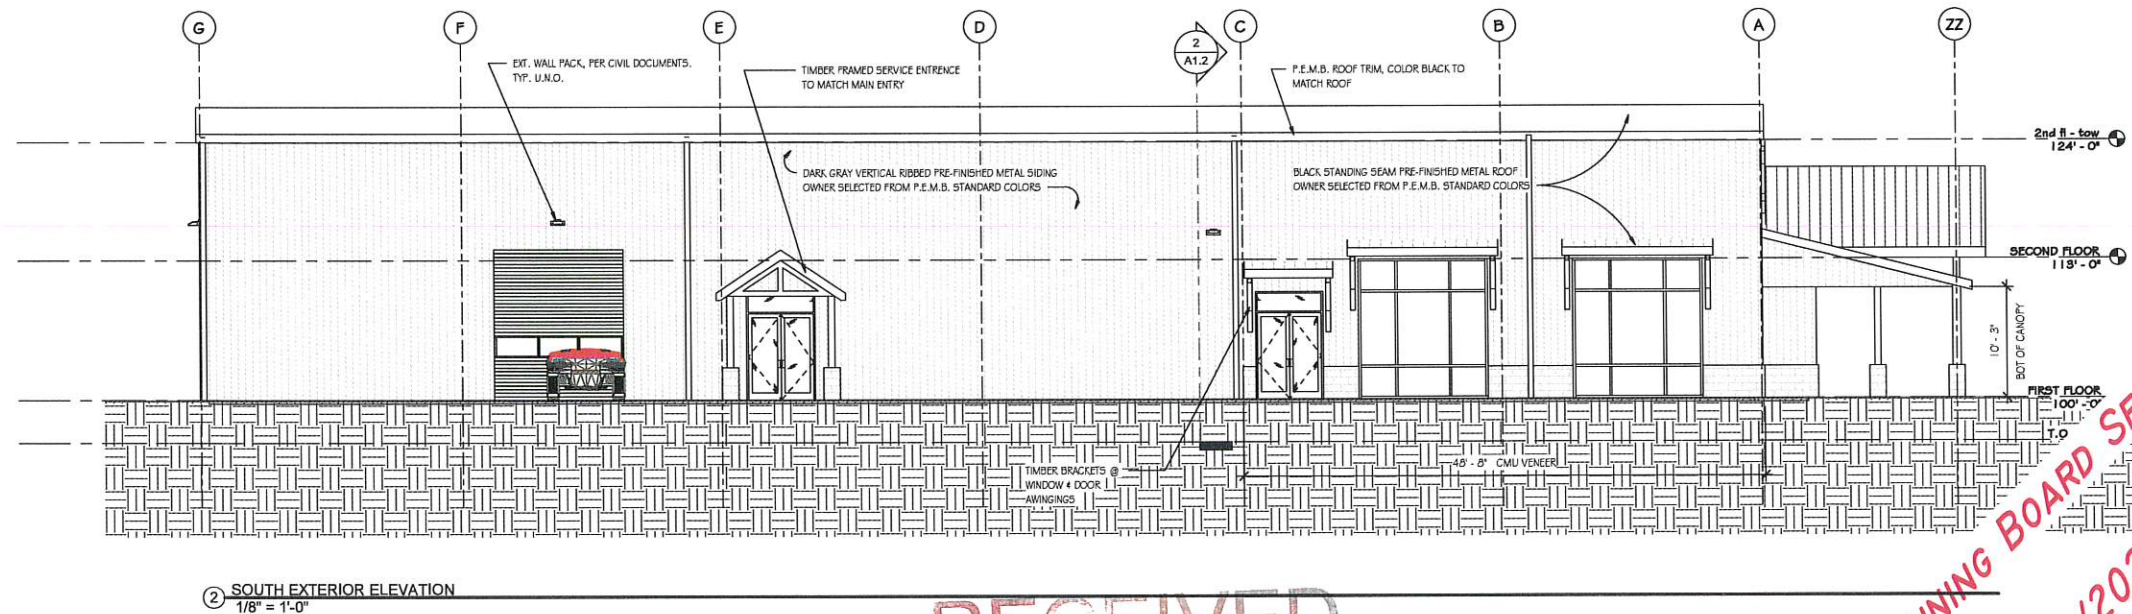 G F E D C B A ZZ
2
A1.2
EXT. WALL PACK, PER CIVIL DOCUMENTS.
TYP. U.N.O.
TIMBER FRAMED SERVICE ENTRENCE
TO MATCH MAIN ENTRY
P.E.M.B. ROOF TRIM, COLOR BLACK TO
MATCH ROOF
2nd fl - tow
124' - 0"
DARK GRAY VERTICAL RIBBED PRE-FINISHED METAL SIDING
OWNER SELECTED FROM P.E.M.B. STANDARD COLORS
BLACK STANDING SEAM PRE-FINISHED METAL ROOF
OWNER SELECTED FROM P.E.M.B. STANDARD COLORS
SECOND FLOOR
113' - 0"
10' - 3"
BOT OF CANOPY
FIRST FLOOR
100' - 0"
T.O
48' - 8" CMU VENEER
TIMBER BRACKETS @
WINDOW & DOOR
AWINGINGS
2 SOUTH EXTERIOR ELEVATION
1/8" = 1'-0"
RECEIVED
NING BOARD SE
/202